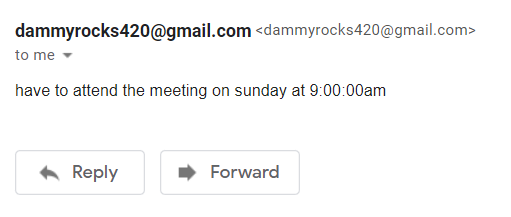 dammyrocks420@gmail.com <dammyrocks420@gmail.com>
to me
have to attend the meeting on sunday at 9:00:00am
Reply Forward